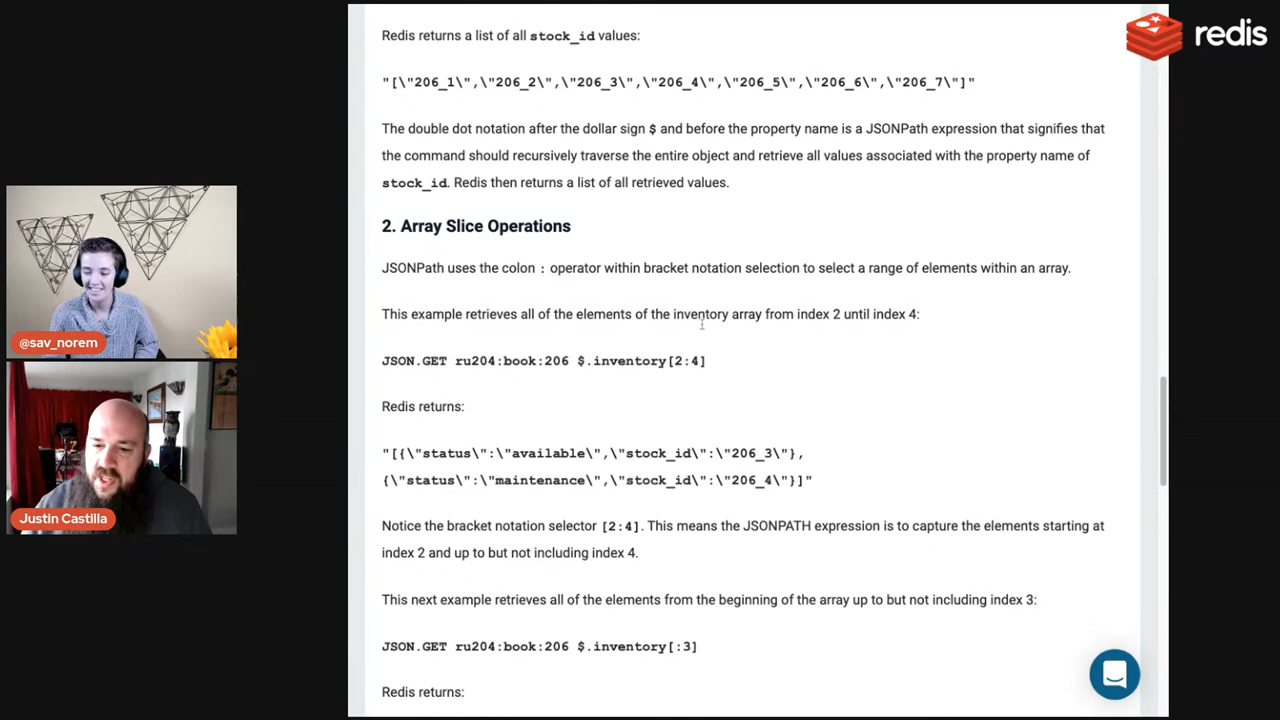 Redis returns a list of all stock_id values:
"[\"206_1\",\"206_2\",\"206_3\",\"206_4\",\"206_5\",\"206_6\",\"206_7\"]"
The double dot notation after the dollar sign $ and before the property name is a JSONPath expression that signifies that
the command should recursively traverse the entire object and retrieve all values associated with the property name of
stock_id. Redis then returns a list of all retrieved values.
2. Array Slice Operations
JSONPath uses the colon : operator within bracket notation selection to select a range of elements within an array.
This example retrieves all of the elements of the inventory array from index 2 until index 4:
JSON.GET ru204:book:206 $.inventory[2:4]
Redis returns:
"[{\"status\":\"available\",\"stock_id\":\"206_3\"},
{\"status\":\"maintenance\",\"stock_id\":\"206_4\"}]"
Notice the bracket notation selector [2:4]. This means the JSONPATH expression is to capture the elements starting at
index 2 and up to but not including index 4.
This next example retrieves all of the elements from the beginning of the array up to but not including index 3:
JSON.GET ru204:book:206 $.inventory[:3]
Redis returns:
redis
@sav_norem
Justin Castilla